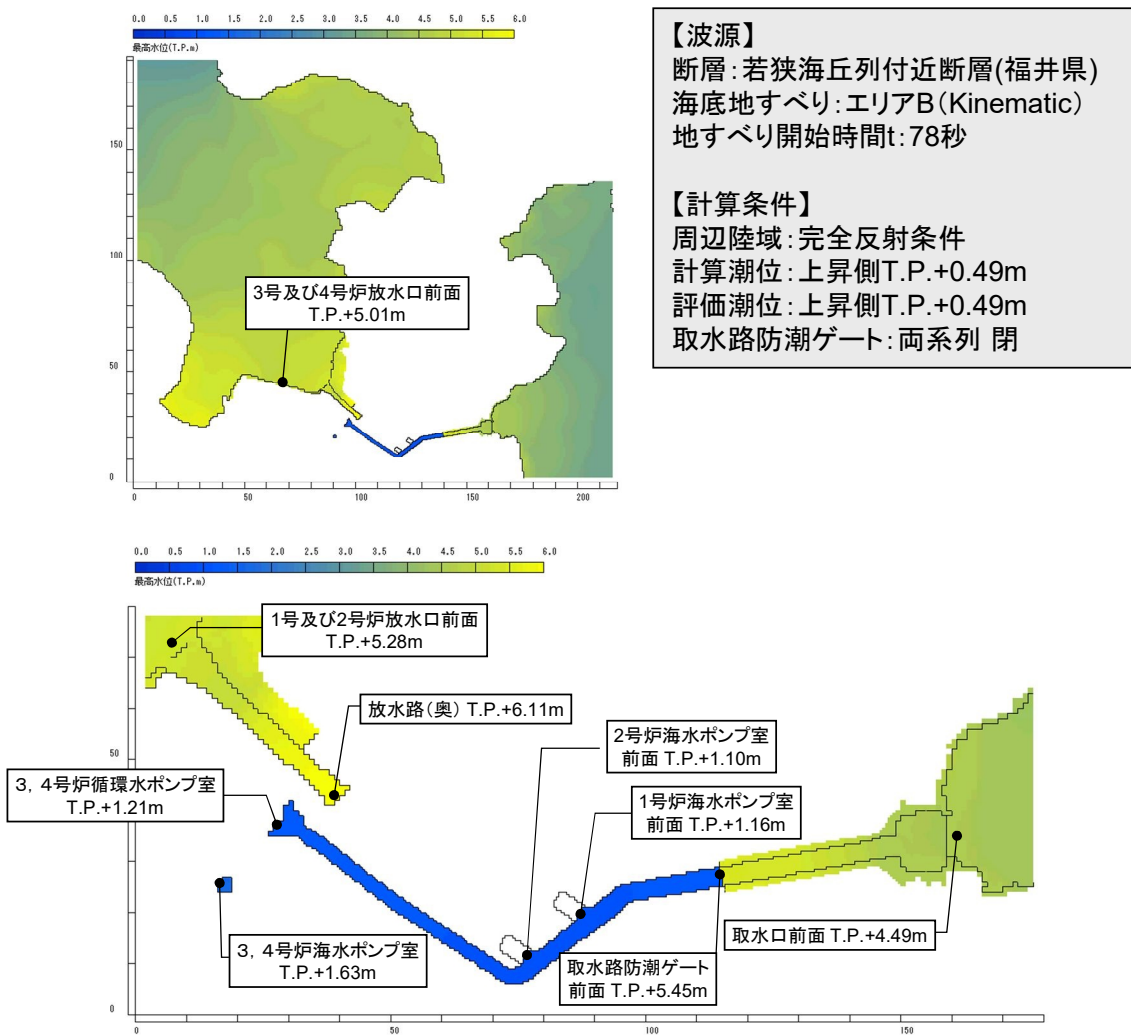 0.0 0.5 1.0 1.5 2.0 2.5 3.0 3.5 4.0 4.5 5.0 5.5 6.0
最高水位(T.P.m)
150
100
50
0
0 50 100 150 200
3号及び4号炉放水口前面
T.P.+5.01m
【波源】
断層:若狭海丘列付近断層(福井県)
海底地すべり:エリアB(Kinematic)
地すべり開始時間t:78秒
【計算条件】
周辺陸域:完全反射条件
計算潮位:上昇側T.P.+0.49m
評価潮位:上昇側T.P.+0.49m
取水路防潮ゲート:両系列 閉
0.0 0.5 1.0 1.5 2.0 2.5 3.0 3.5 4.0 4.5 5.0 5.5 6.0
最高水位(T.P.m)
1号及び2号炉放水口前面
T.P.+5.28m
放水路(奥) T.P.+6.11m
2号炉海水ポンプ室
前面 T.P.+1.10m
3,4号炉循環水ポンプ室
T.P.+1.21m
1号炉海水ポンプ室
前面 T.P.+1.16m
取水口前面 T.P.+4.49m
3,4号炉海水ポンプ室
T.P.+1.63m
取水路防潮ゲート
前面 T.P.+5.45m
50
0
0 50 100 150